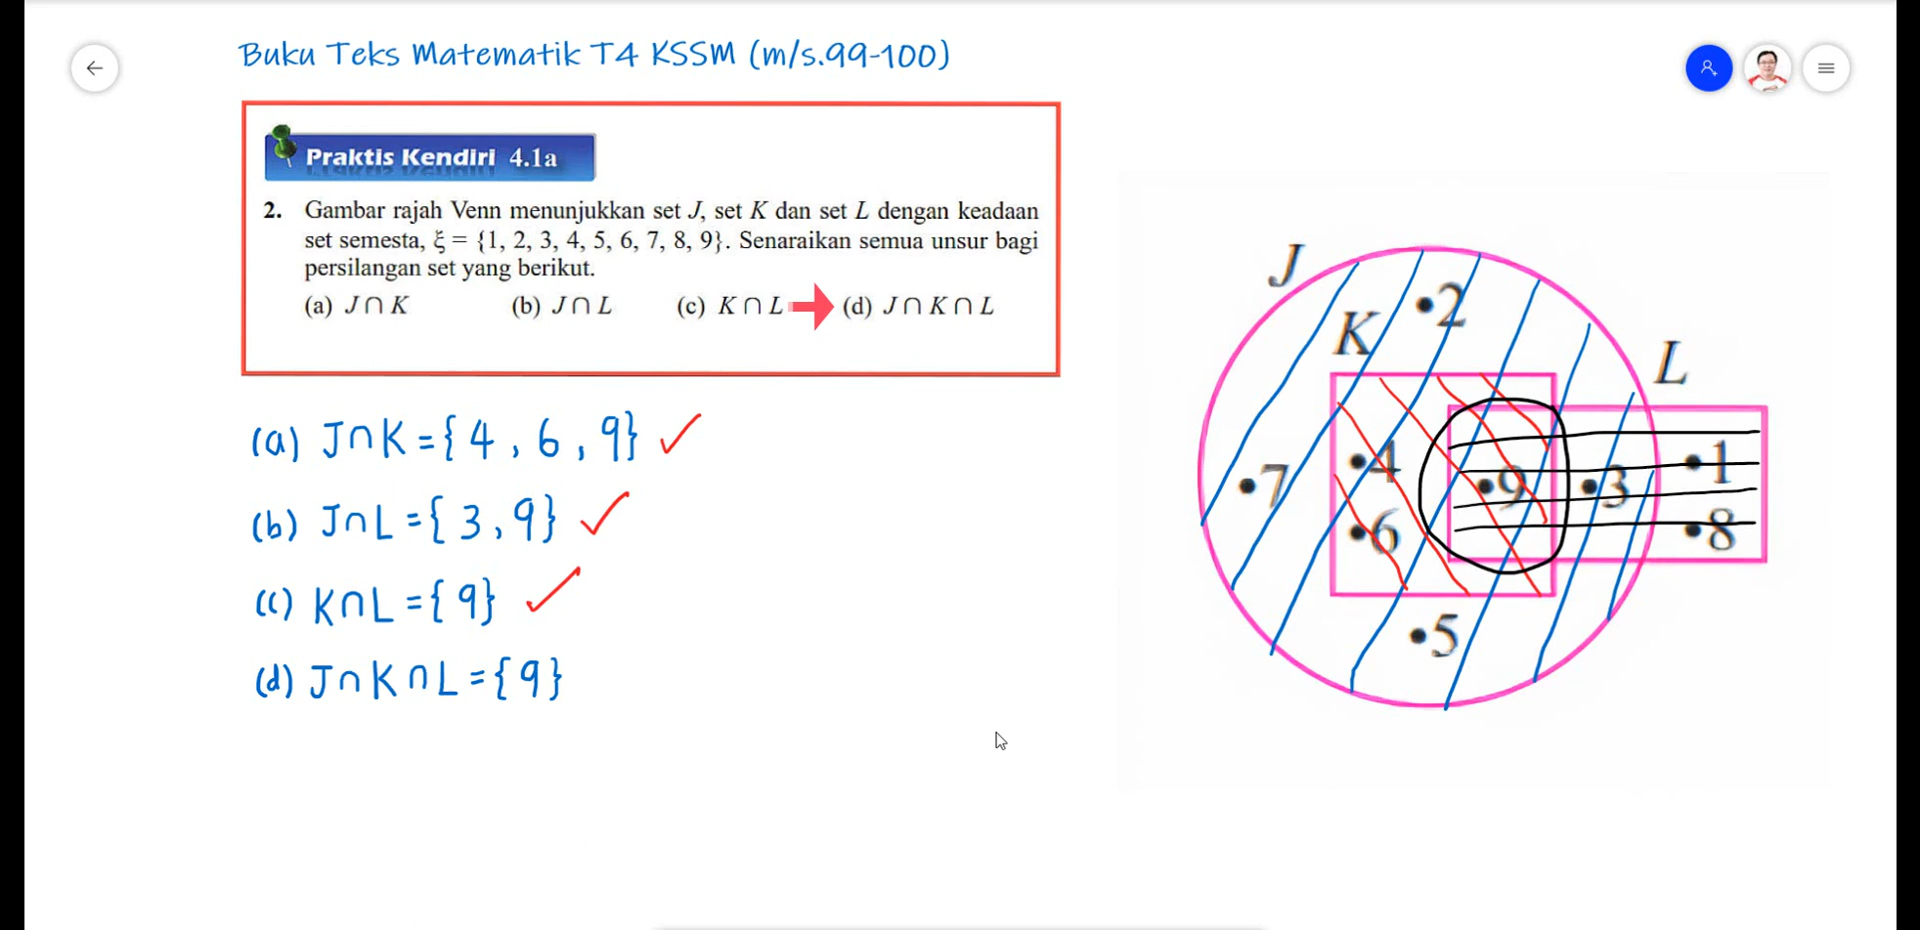 Buku Teks Matematik T4 KSSM (m/s.99-100)
Praktis Kendiri 4.1a
2. Gambar rajah Venn menunjukkan set J, set K dan set L dengan keadaan
set semesta, ξ = {1, 2, 3, 4, 5, 6, 7, 8, 9}. Senaraikan semua unsur bagi
persilangan set yang berikut.
(a) J ∩ K (b) J ∩ L (c) K ∩ L (d) J ∩ K ∩ L
(a) J∩K = {4, 6, 9}
(b) J∩L = {3, 9}
(c) K∩L = {9}
(d) J∩K∩L = {9}
J
•2
K
L
•4
•1
•7
•9
•3
•6
•8
•5